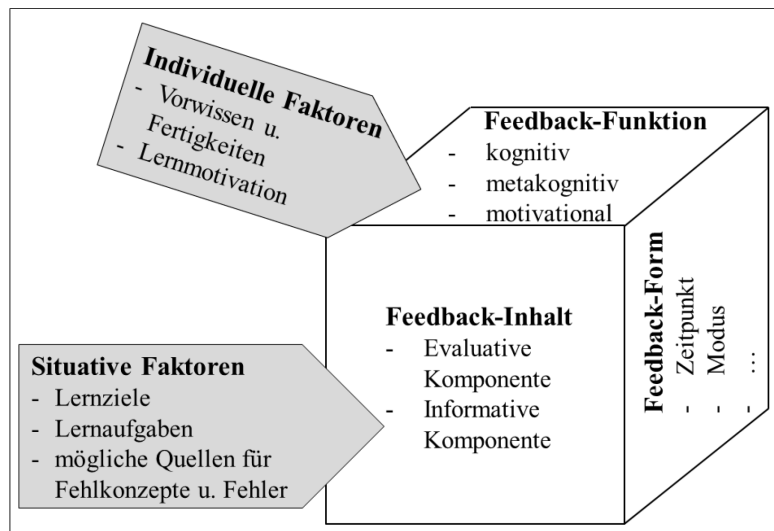 Individuelle Faktoren
- Vorwissen u.
Fertigkeiten
- Lernmotivation
Feedback-Funktion
- kognitiv
- metakognitiv
- motivational
Feedback-Inhalt
- Evaluative
Komponente
- Informative
Komponente
Feedback-Form
- Zeitpunkt
- Modus
- …
Situative Faktoren
- Lernziele
- Lernaufgaben
- mögliche Quellen für
Fehlkonzepte u. Fehler